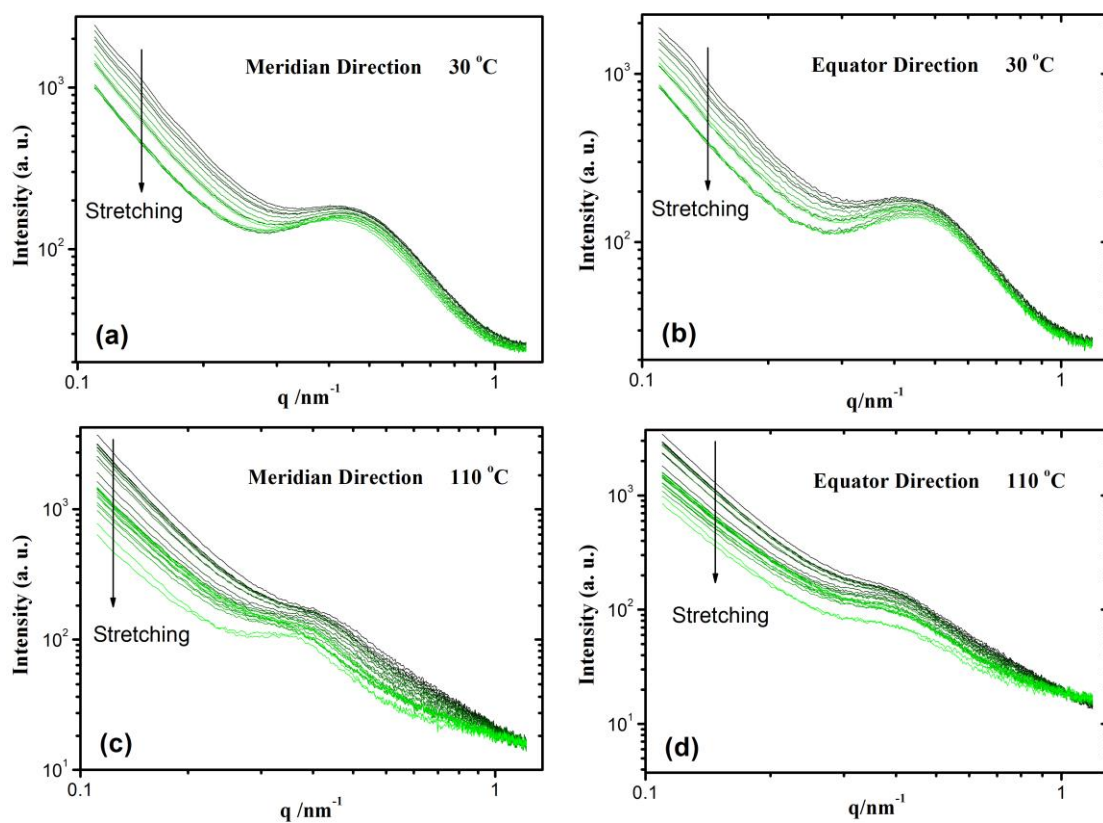 Meridian Direction 30 °C
Intensity (a. u.)
10³
10²
Stretching
(a)
0.1
1
q /nm⁻¹
Equator Direction 30 °C
Intensity (a. u.)
10³
10²
Stretching
(b)
0.1
1
q/nm⁻¹
Meridian Direction 110 °C
Intensity (a. u.)
10³
10²
10¹
Stretching
(c)
0.1
1
q /nm⁻¹
Equator Direction 110 °C
Intensity (a. u.)
10³
10²
10¹
Stretching
(d)
0.1
1
q/nm⁻¹